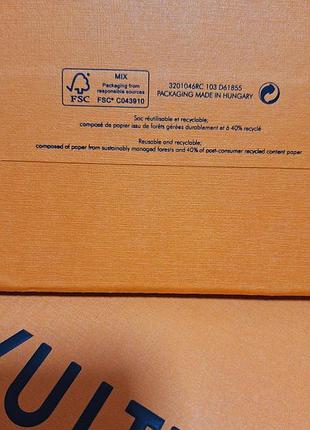 FSC
MIX
Packaging from
responsible sources
FSC® C043910
3201046RC 103 D61855
PACKAGING MADE IN HUNGARY
Sac réutilisable et recyclable;
composé de papier issu de forêts gérées durablement et à 40% recyclé
Reusable and recyclable;
composed of paper from sustainably managed forests and 40% of post-consumer recycled content paper
VUITT